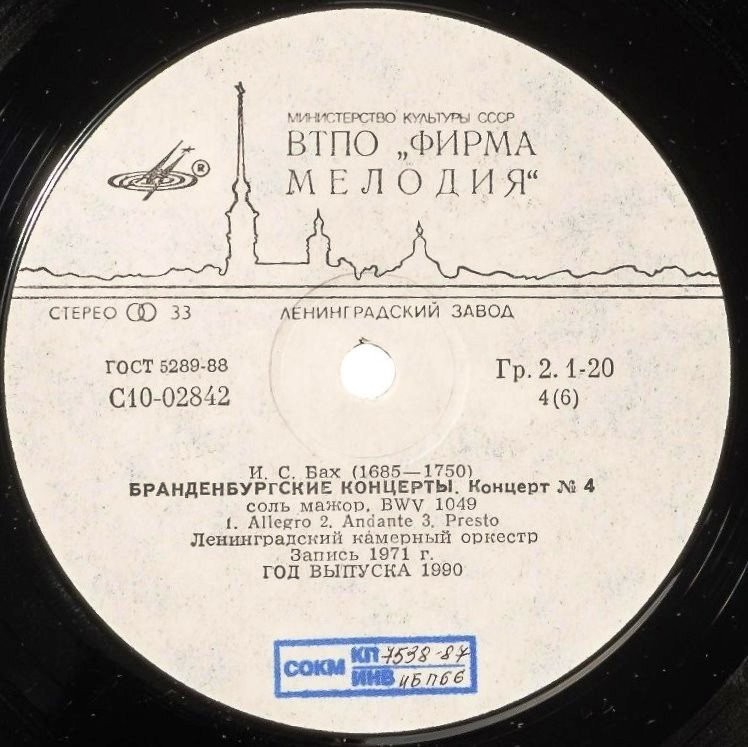 МИНИСТЕРСТВО КУЛЬТУРЫ СССР
ВТПО „ФИРМА
МЕЛОДИЯ“
®
СТЕРЕО 33
ЛЕНИНГРАДСКИЙ ЗАВОД
ГОСТ 5289-88
С10-02842
Гр. 2. 1-20
4(6)
И. С. Бах (1685—1750)
БРАНДЕНБУРГСКИЕ КОНЦЕРТЫ. Концерт № 4
соль мажор, BWV 1049
1. Allegro 2. Andante 3. Presto
Ленинградский камерный оркестр
Запись 1971 г.
ГОД ВЫПУСКА 1990
СОКМ
КП 7538-87
ИНВ ИБП66